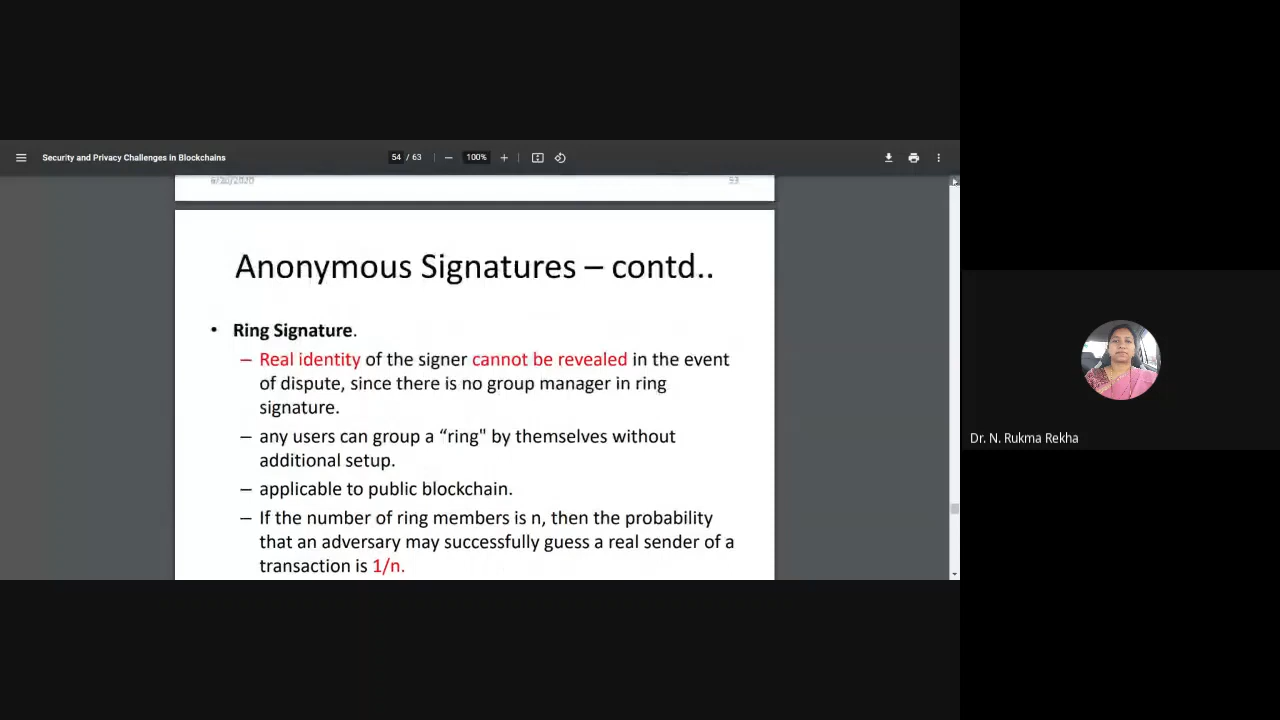 Security and Privacy Challenges in Blockchains
54 / 63
100%
6/20/2020 53
Anonymous Signatures – contd..
• Ring Signature.
– Real identity of the signer cannot be revealed in the event
of dispute, since there is no group manager in ring
signature.
– any users can group a “ring" by themselves without
additional setup.
– applicable to public blockchain.
– If the number of ring members is n, then the probability
that an adversary may successfully guess a real sender of a
transaction is 1/n.
Dr. N. Rukma Rekha